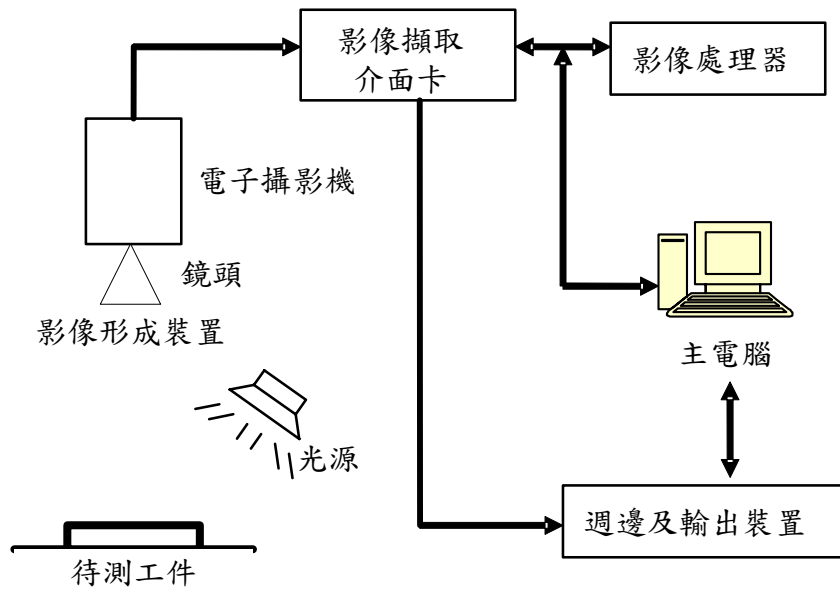 影像擷取
介面卡
影像處理器
電子攝影機
鏡頭
影像形成裝置
主電腦
光源
週邊及輸出裝置
待測工件